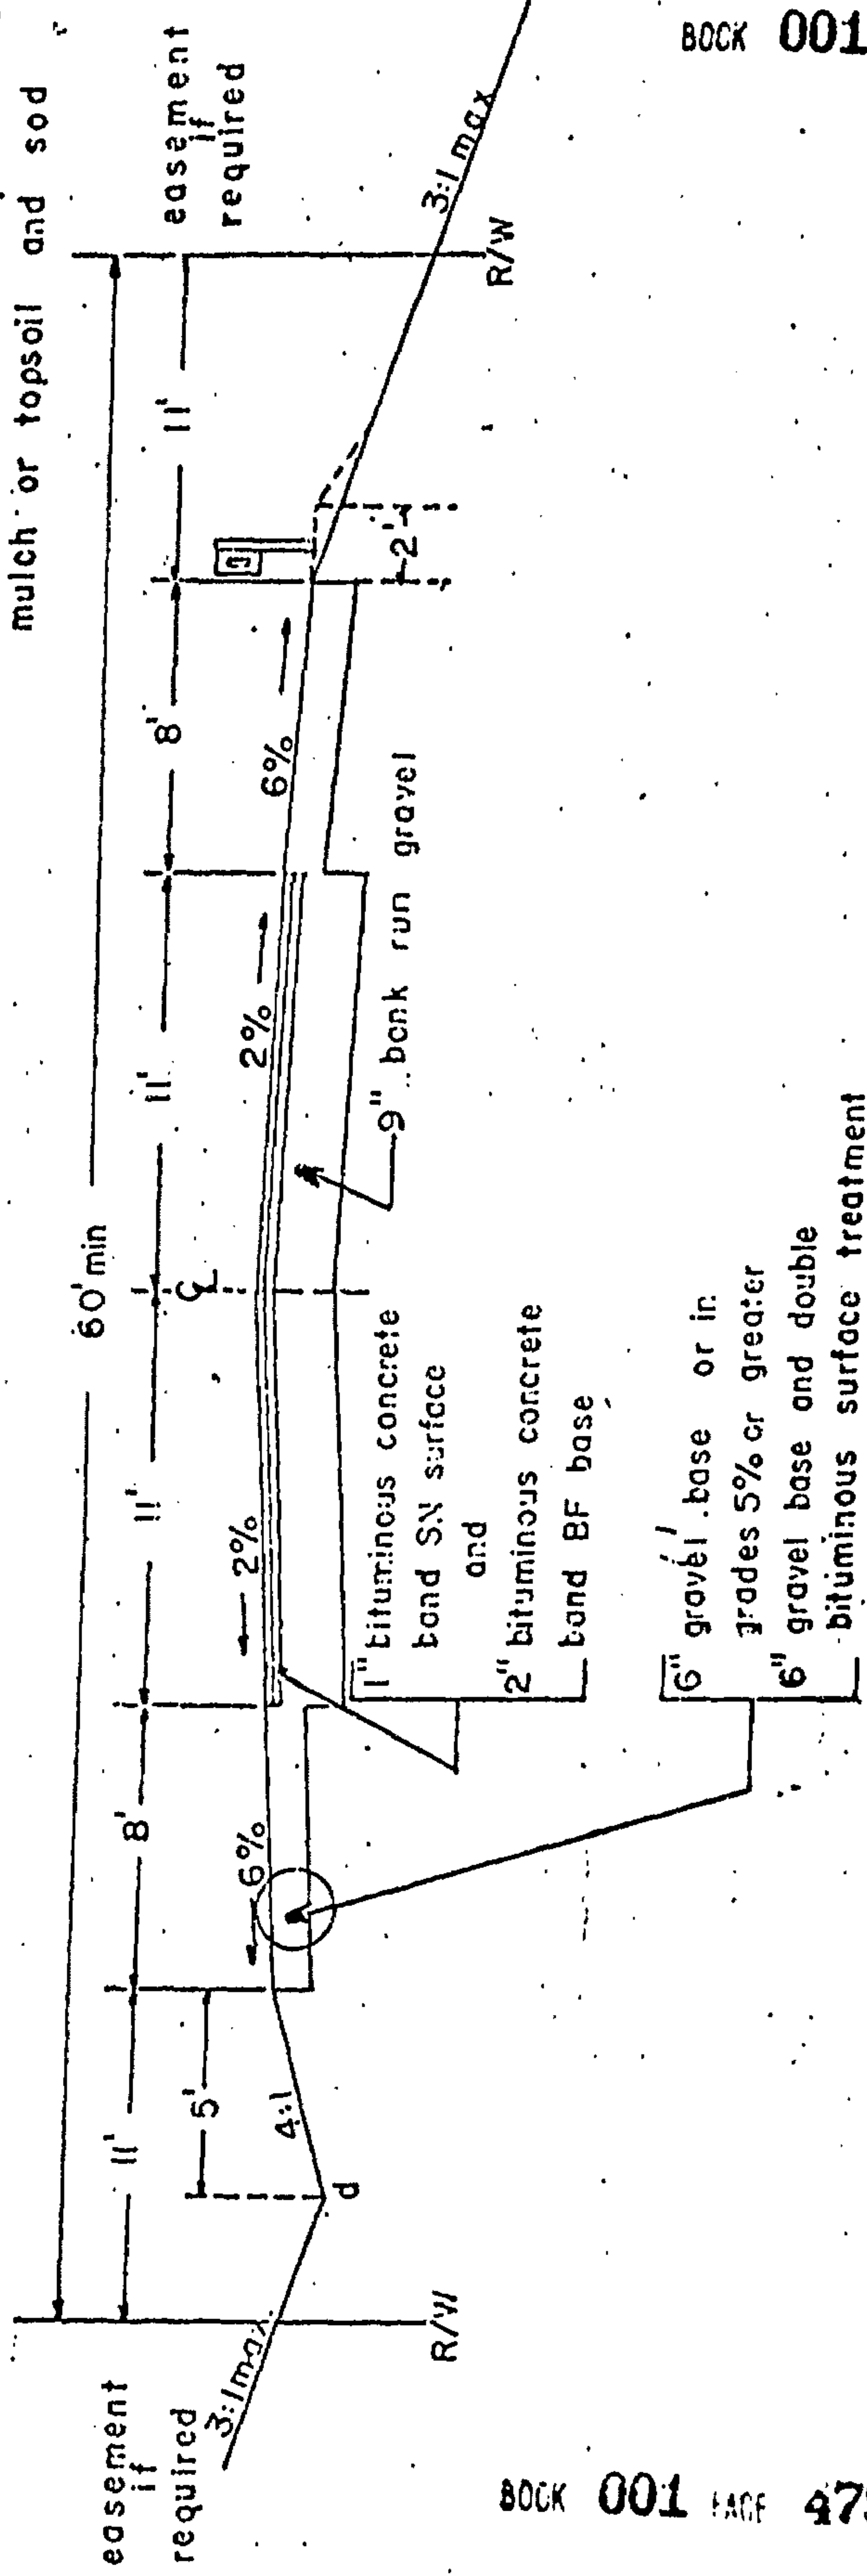 mulch or topsoil and sod
easement
if
required
60' min
11'
8'
11'
11'
8'
11'
5'
2'
3:1 max
4:1
6%
2%
℄
2%
6%
3:1 max
R/W
d
R/W
easement
if
required
9" bank run gravel
1" bituminous concrete
band SN surface
and
2" bituminous concrete
band BF base
6" gravel base or in
grades 5% or greater
6" gravel base and double
bituminous surface treatment
BOOK 001 PAGE
BOOK 001